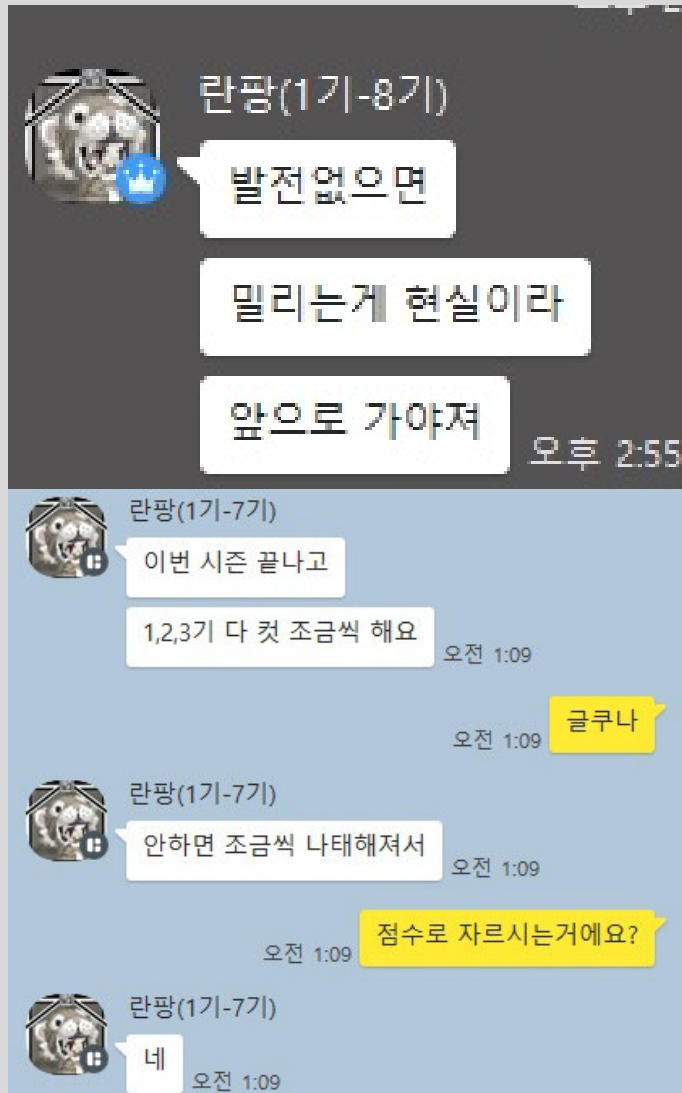 란팡(1기-8기)
발전없으면
밀리는게 현실이라
앞으로 가야져
오후 2:55
란팡(1기-7기)
이번 시즌 끝나고
1,2,3기 다 컷 조금씩 해요
오전 1:09
글쿠나
오전 1:09
란팡(1기-7기)
안하면 조금씩 나태해져서
오전 1:09
점수로 자르시는거에요?
오전 1:09
란팡(1기-7기)
네
오전 1:09